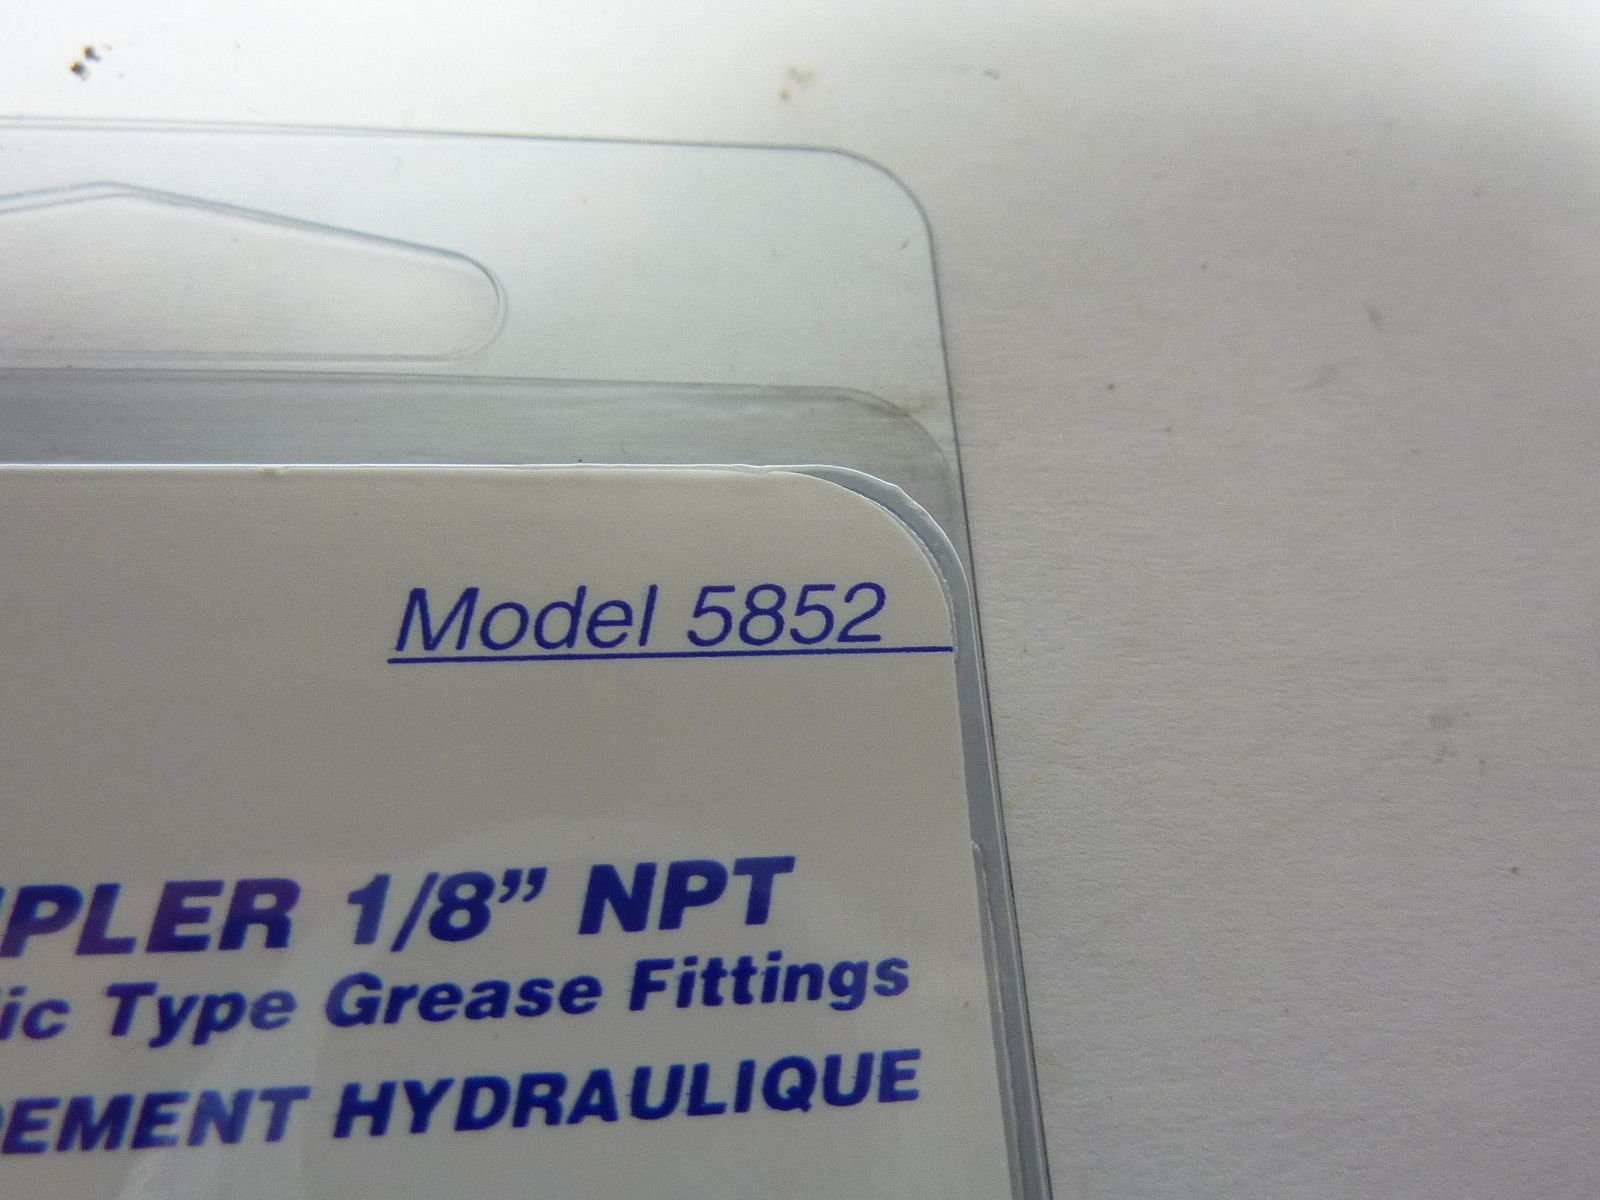 Model 5852
PLER 1/8” NPT
ic Type Grease Fittings
DEMENT HYDRAULIQUE